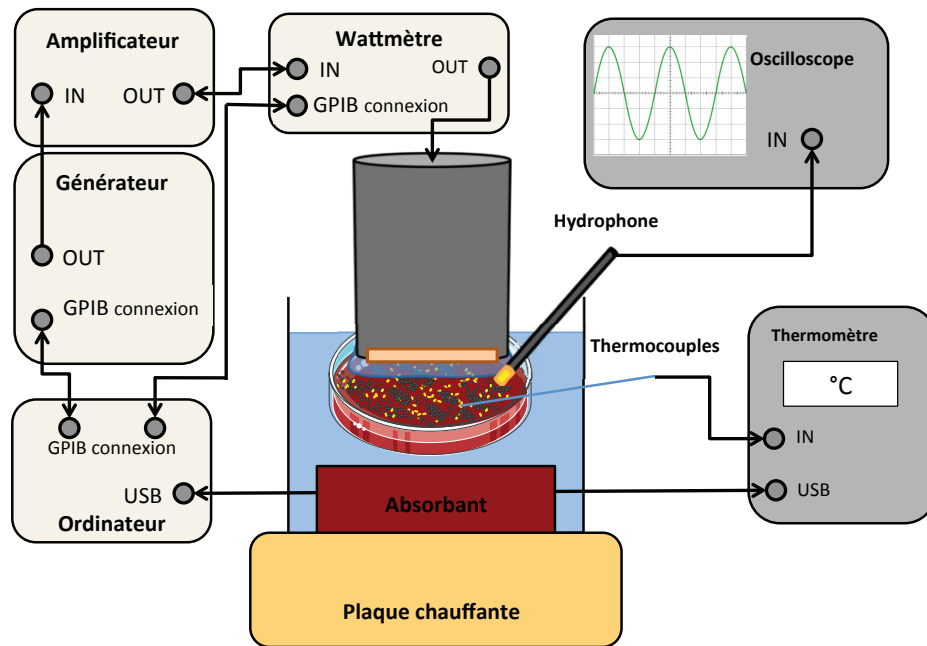 Amplificateur
IN
OUT
Wattmètre
IN
OUT
GPIB connexion
Oscilloscope
IN
Générateur
OUT
GPIB connexion
Hydrophone
Thermocouples
Thermomètre
°C
IN
USB
GPIB connexion
USB
Ordinateur
Absorbant
Plaque chauffante